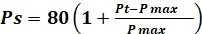 Ps = 80 (1 + (Pt−P max)/(P max))